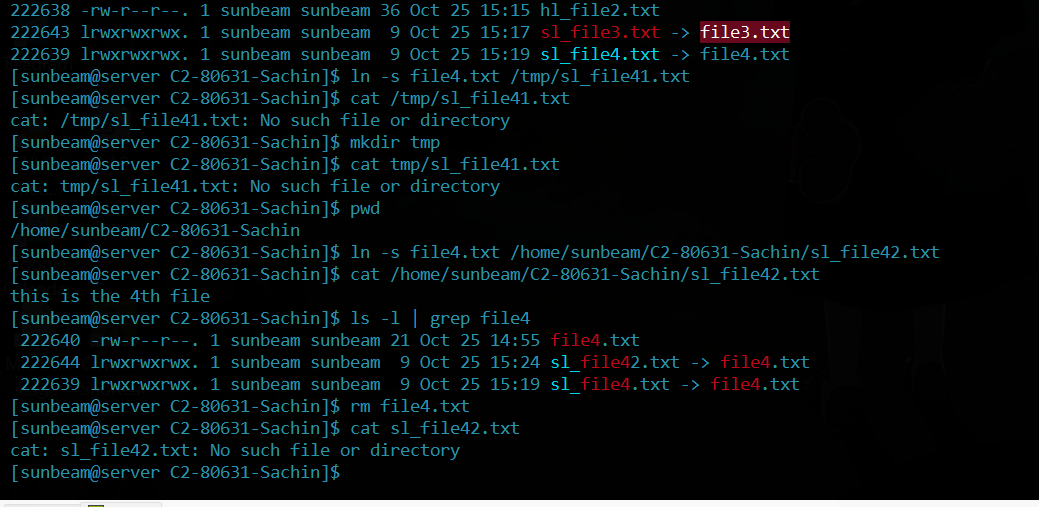 222638 -rw-r--r--. 1 sunbeam sunbeam 36 Oct 25 15:15 hl_file2.txt
222643 lrwxrwxrwx. 1 sunbeam sunbeam  9 Oct 25 15:17 sl_file3.txt -> file3.txt
222639 lrwxrwxrwx. 1 sunbeam sunbeam  9 Oct 25 15:19 sl_file4.txt -> file4.txt
[sunbeam@server C2-80631-Sachin]$ ln -s file4.txt /tmp/sl_file41.txt
[sunbeam@server C2-80631-Sachin]$ cat /tmp/sl_file41.txt
cat: /tmp/sl_file41.txt: No such file or directory
[sunbeam@server C2-80631-Sachin]$ mkdir tmp
[sunbeam@server C2-80631-Sachin]$ cat tmp/sl_file41.txt
cat: tmp/sl_file41.txt: No such file or directory
[sunbeam@server C2-80631-Sachin]$ pwd
/home/sunbeam/C2-80631-Sachin
[sunbeam@server C2-80631-Sachin]$ ln -s file4.txt /home/sunbeam/C2-80631-Sachin/sl_file42.txt
[sunbeam@server C2-80631-Sachin]$ cat /home/sunbeam/C2-80631-Sachin/sl_file42.txt
this is the 4th file
[sunbeam@server C2-80631-Sachin]$ ls -l | grep file4
 222640 -rw-r--r--. 1 sunbeam sunbeam 21 Oct 25 14:55 file4.txt
 222644 lrwxrwxrwx. 1 sunbeam sunbeam  9 Oct 25 15:24 sl_file42.txt -> file4.txt
 222639 lrwxrwxrwx. 1 sunbeam sunbeam  9 Oct 25 15:19 sl_file4.txt -> file4.txt
[sunbeam@server C2-80631-Sachin]$ rm file4.txt
[sunbeam@server C2-80631-Sachin]$ cat sl_file42.txt
cat: sl_file42.txt: No such file or directory
[sunbeam@server C2-80631-Sachin]$